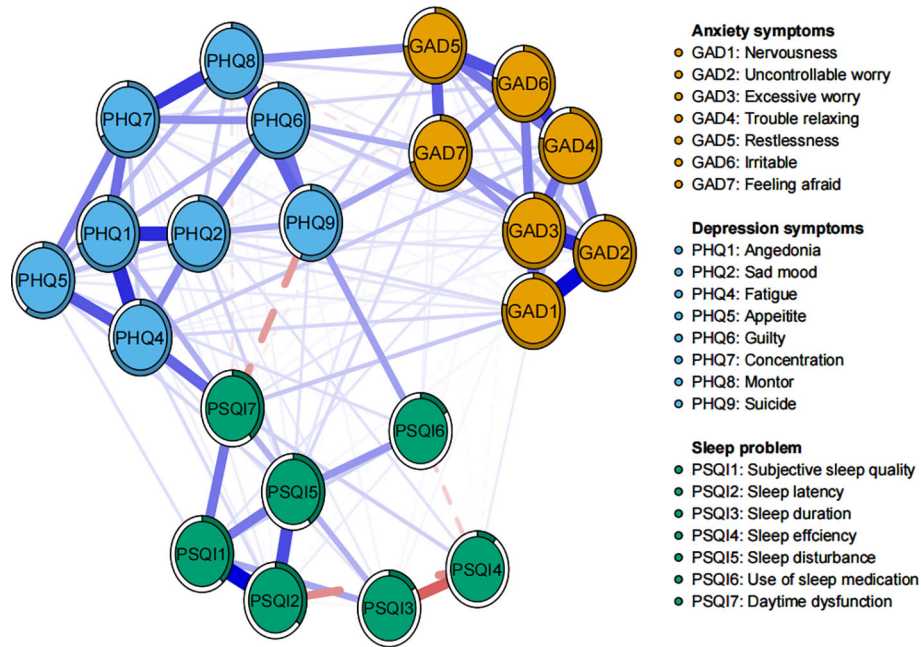 PHQ8
GAD5
GAD6
PHQ7
PHQ6
GAD7
GAD4
PHQ1
PHQ2
PHQ9
GAD3
GAD2
PHQ5
GAD1
PHQ4
PSQI7
PSQI6
PSQI5
PSQI1
PSQI4
PSQI2
PSQI3
Anxiety symptoms
GAD1: Nervousness
GAD2: Uncontrollable worry
GAD3: Excessive worry
GAD4: Trouble relaxing
GAD5: Restlessness
GAD6: Irritable
GAD7: Feeling afraid
Depression symptoms
PHQ1: Angedonia
PHQ2: Sad mood
PHQ4: Fatigue
PHQ5: Appeitite
PHQ6: Guilty
PHQ7: Concentration
PHQ8: Montor
PHQ9: Suicide
Sleep problem
PSQI1: Subjective sleep quality
PSQI2: Sleep latency
PSQI3: Sleep duration
PSQI4: Sleep effciency
PSQI5: Sleep disturbance
PSQI6: Use of sleep medication
PSQI7: Daytime dysfunction